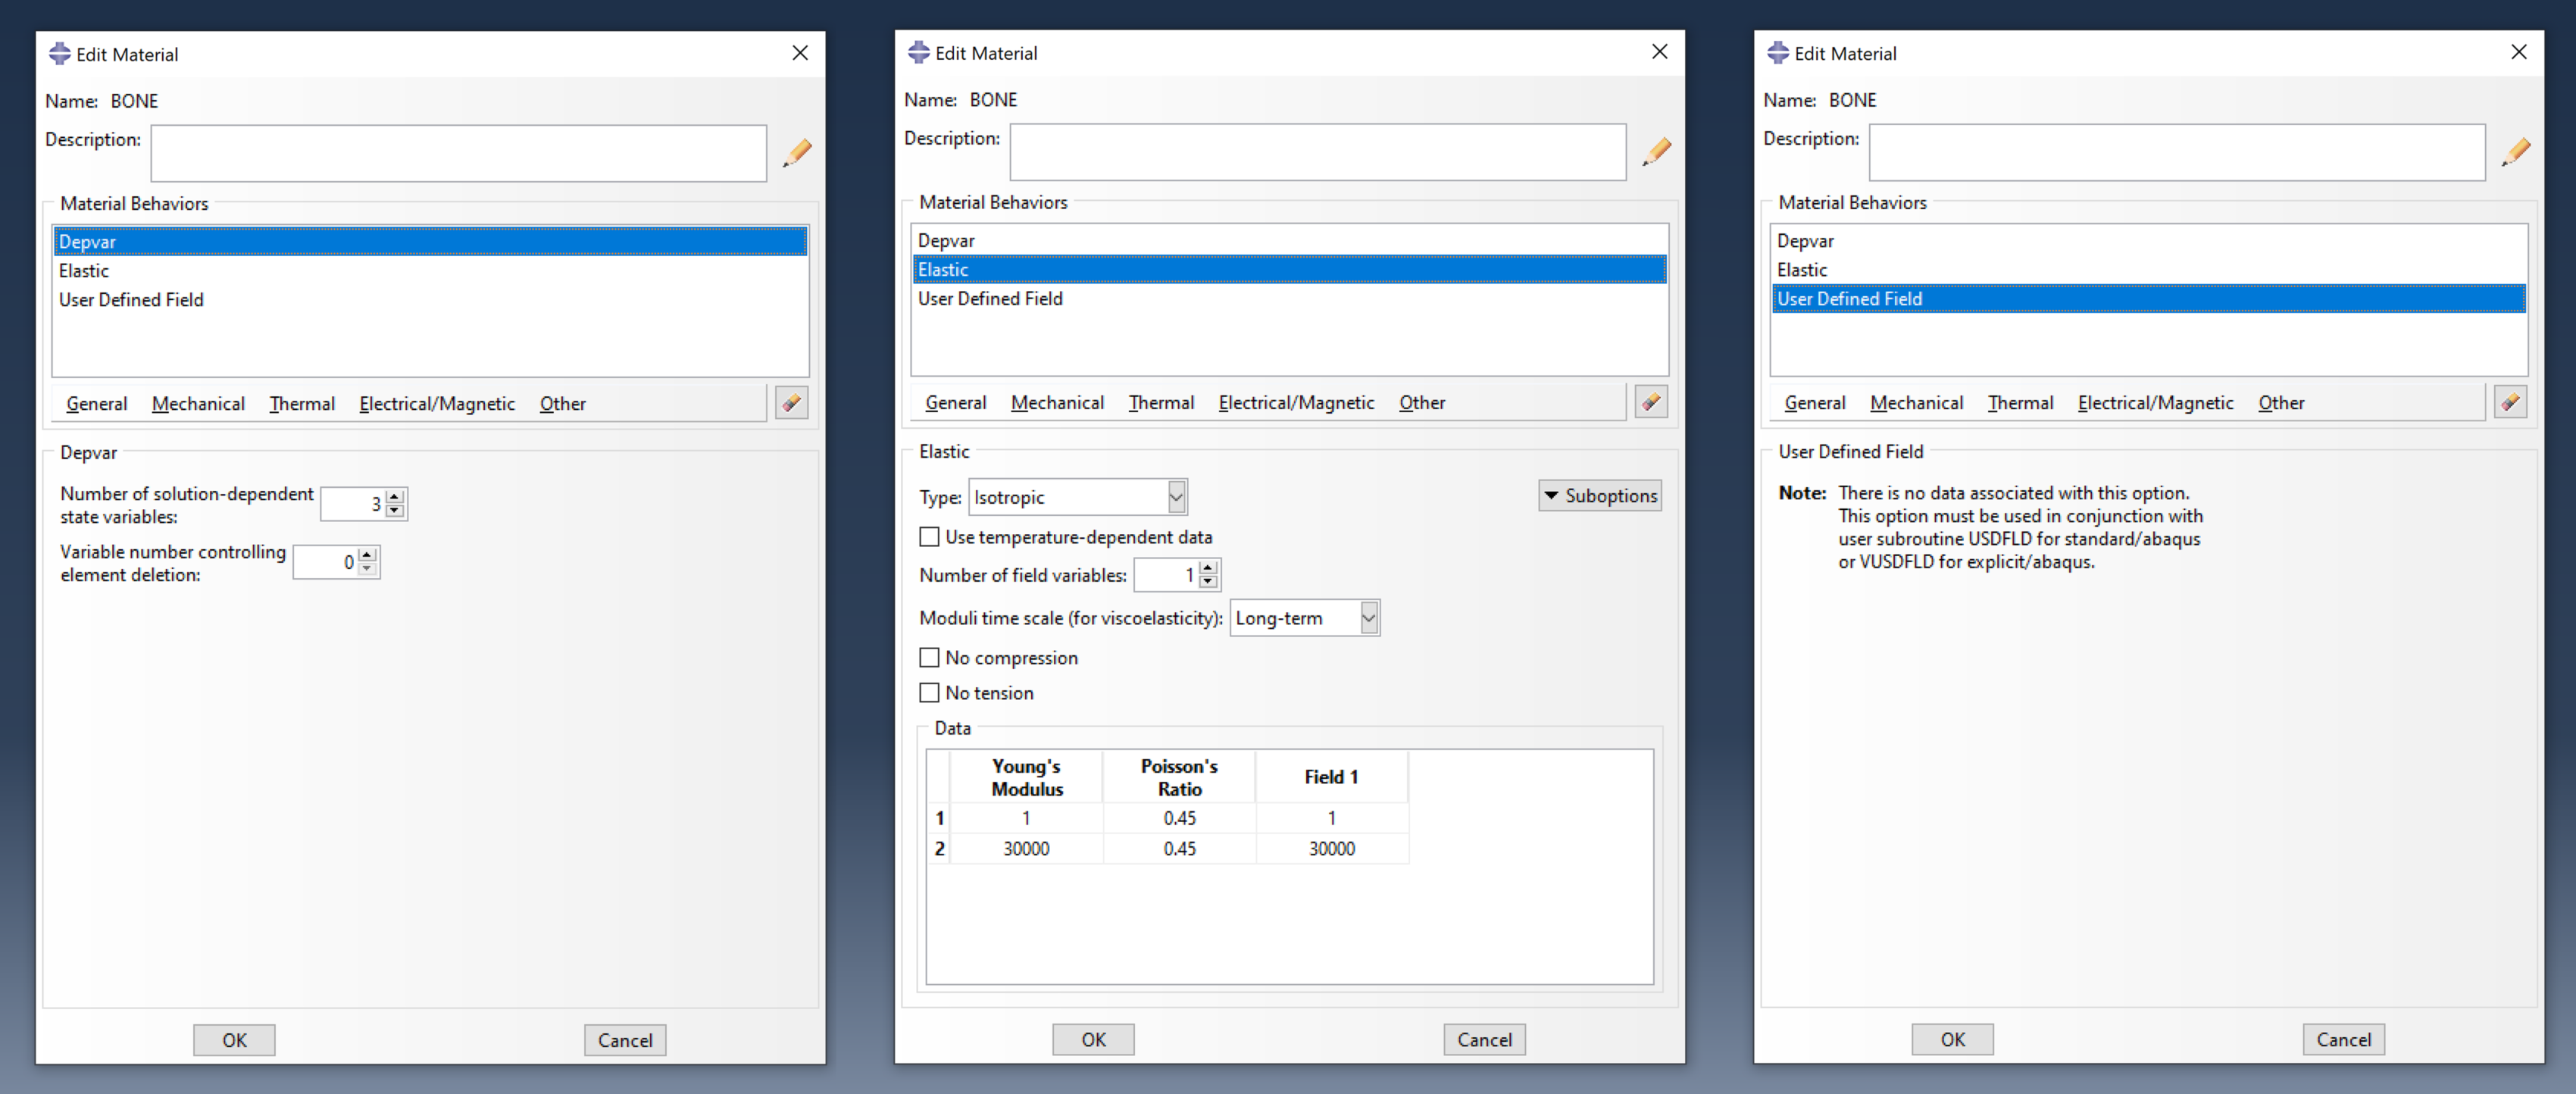 Edit Material
Name: BONE
Description:
Material Behaviors
Depvar
Elastic
User Defined Field
General Mechanical Thermal Electrical/Magnetic Other
Depvar
Number of solution-dependent
state variables:
3
Variable number controlling
element deletion:
0
OK Cancel
Edit Material
Name: BONE
Description:
Material Behaviors
Depvar
Elastic
User Defined Field
General Mechanical Thermal Electrical/Magnetic Other
Elastic
Type: Isotropic
Suboptions
Use temperature-dependent data
Number of field variables: 1
Moduli time scale (for viscoelasticity): Long-term
No compression
No tension
Data
Young's
Modulus
Poisson's
Ratio
Field 1
1 1 0.45 1
2 30000 0.45 30000
OK Cancel
Edit Material
Name: BONE
Description:
Material Behaviors
Depvar
Elastic
User Defined Field
General Mechanical Thermal Electrical/Magnetic Other
User Defined Field
Note: There is no data associated with this option.
This option must be used in conjunction with
user subroutine USDFLD for standard/abaqus
or VUSDFLD for explicit/abaqus.
OK Cancel